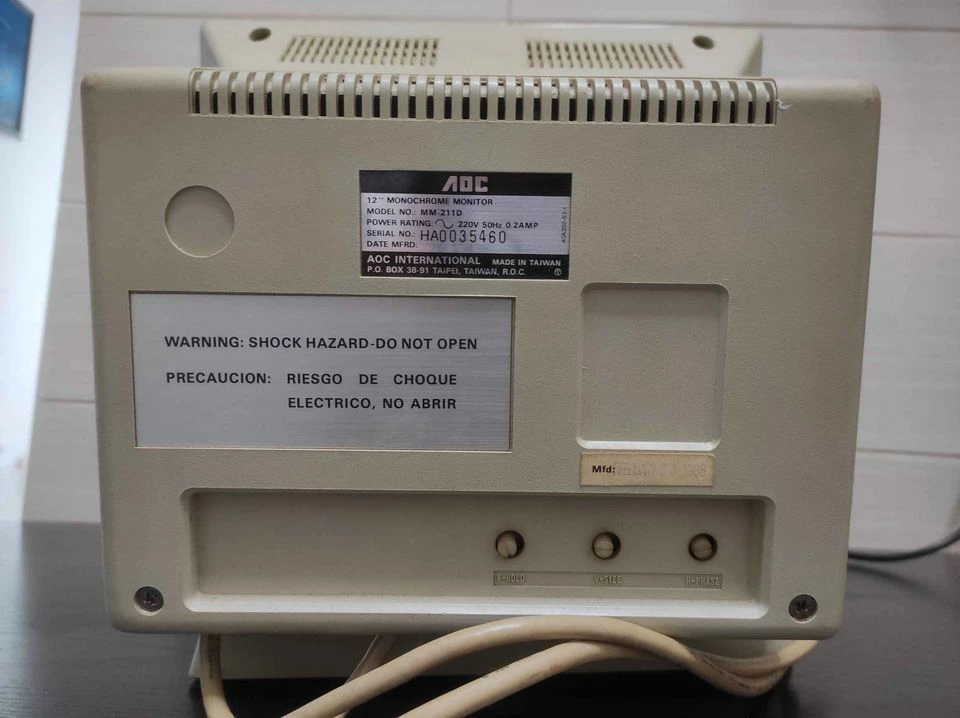 AOC
12" MONOCHROME MONITOR
MODEL NO.: MM-211D
POWER RATING: 220V 50Hz 0.2AMP
SERIAL NO.: HA0035460
DATE MFRD:
AOC INTERNATIONAL MADE IN TAIWAN
P.O. BOX 38-91 TAIPEI, TAIWAN, R.O.C.
WARNING: SHOCK HAZARD-DO NOT OPEN
PRECAUCION: RIESGO DE CHOQUE
ELECTRICO, NO ABRIR
Mfd: 1988
V-HOLD V-SIZE H-PHASE